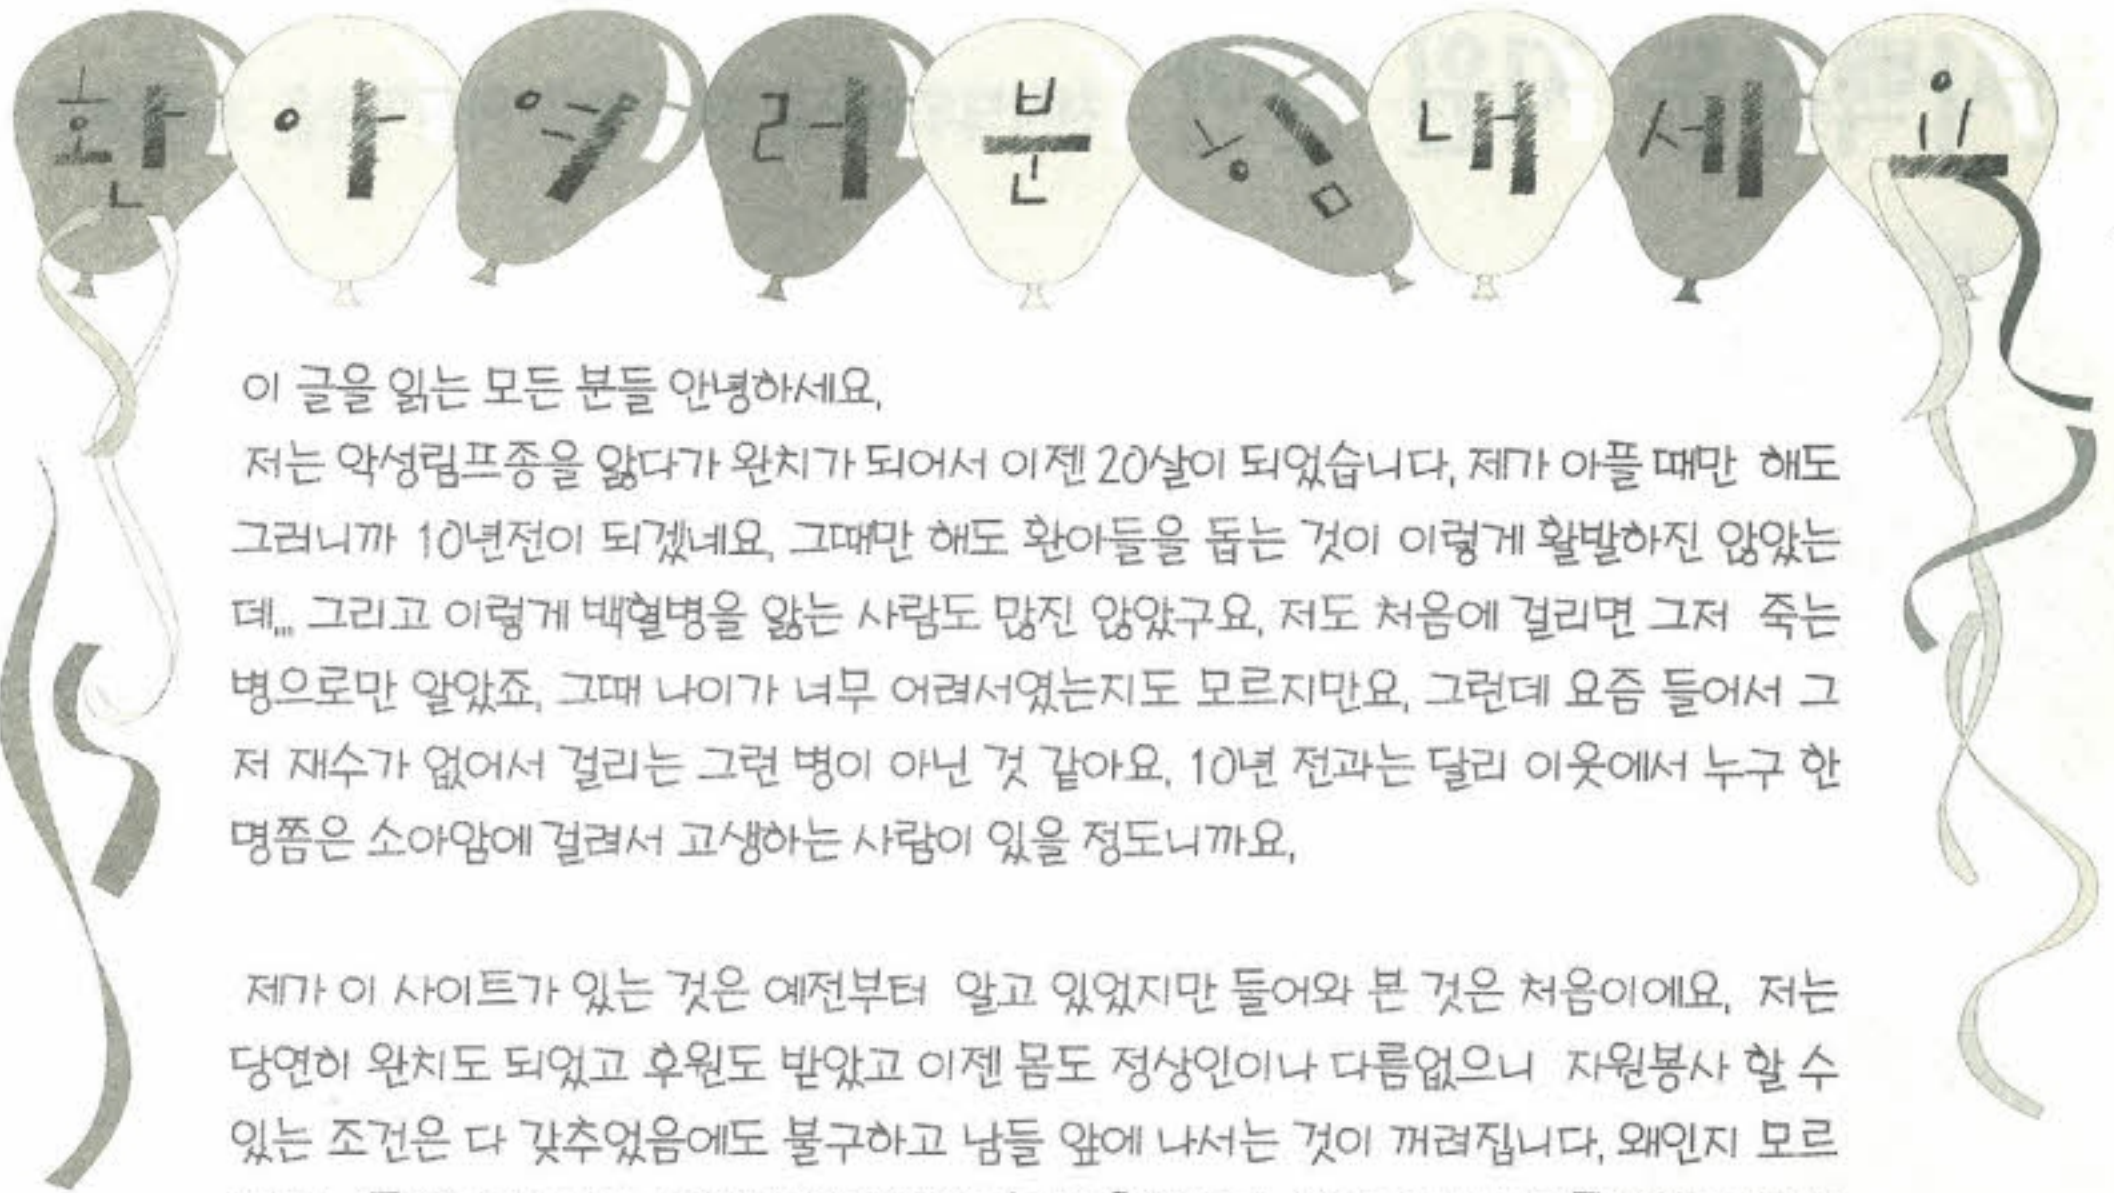 환아여러분힘내세요
이 글을 읽는 모든 분들 안녕하세요,
저는 악성림프종을 앓다가 완치가 되어서 이젠 20살이 되었습니다, 제가 아플 때만 해도
그러니까 10년전이 되겠네요, 그때만 해도 환아들을 돕는 것이 이렇게 활발하진 않았는
데... 그리고 이렇게 백혈병을 앓는 사람도 많진 않았구요, 저도 처음에 걸리면 그저 죽는
병으로만 알았죠, 그때 나이가 너무 어려서였는지도 모르지만요, 그런데 요즘 들어서 그
저 재수가 없어서 걸리는 그런 병이 아닌 것 같아요, 10년 전과는 달리 이웃에서 누구 한
명쯤은 소아암에 걸려서 고생하는 사람이 있을 정도니까요,
제가 이 사이트가 있는 것은 예전부터 알고 있었지만 들어와 본 것은 처음이에요, 저는
당연히 완치도 되었고 후원도 받았고 이젠 몸도 정상인이나 다름없으니 자원봉사 할 수
있는 조건은 다 갖추었음에도 불구하고 남들 앞에 나서는 것이 꺼려집니다, 왜인지 모르